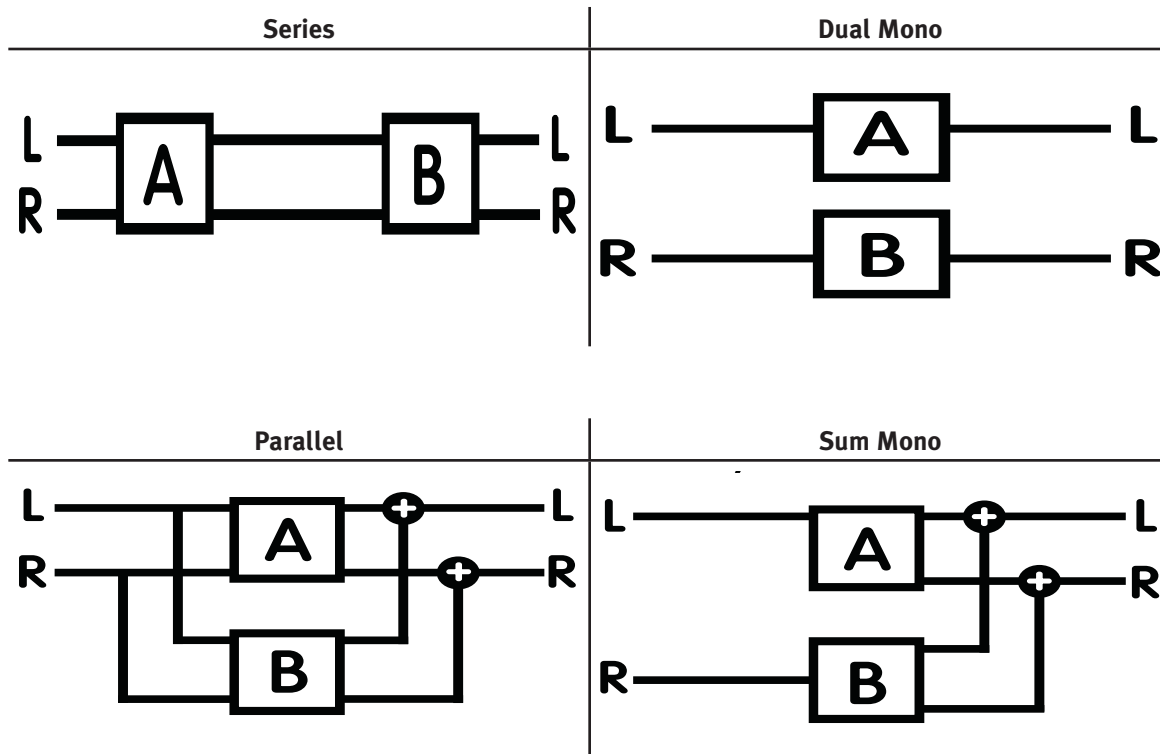 Series
L A B L
R R
Dual Mono
L A L
R B R
Parallel
L A + L
R + R
B
Sum Mono
L A + L
+ R
R B